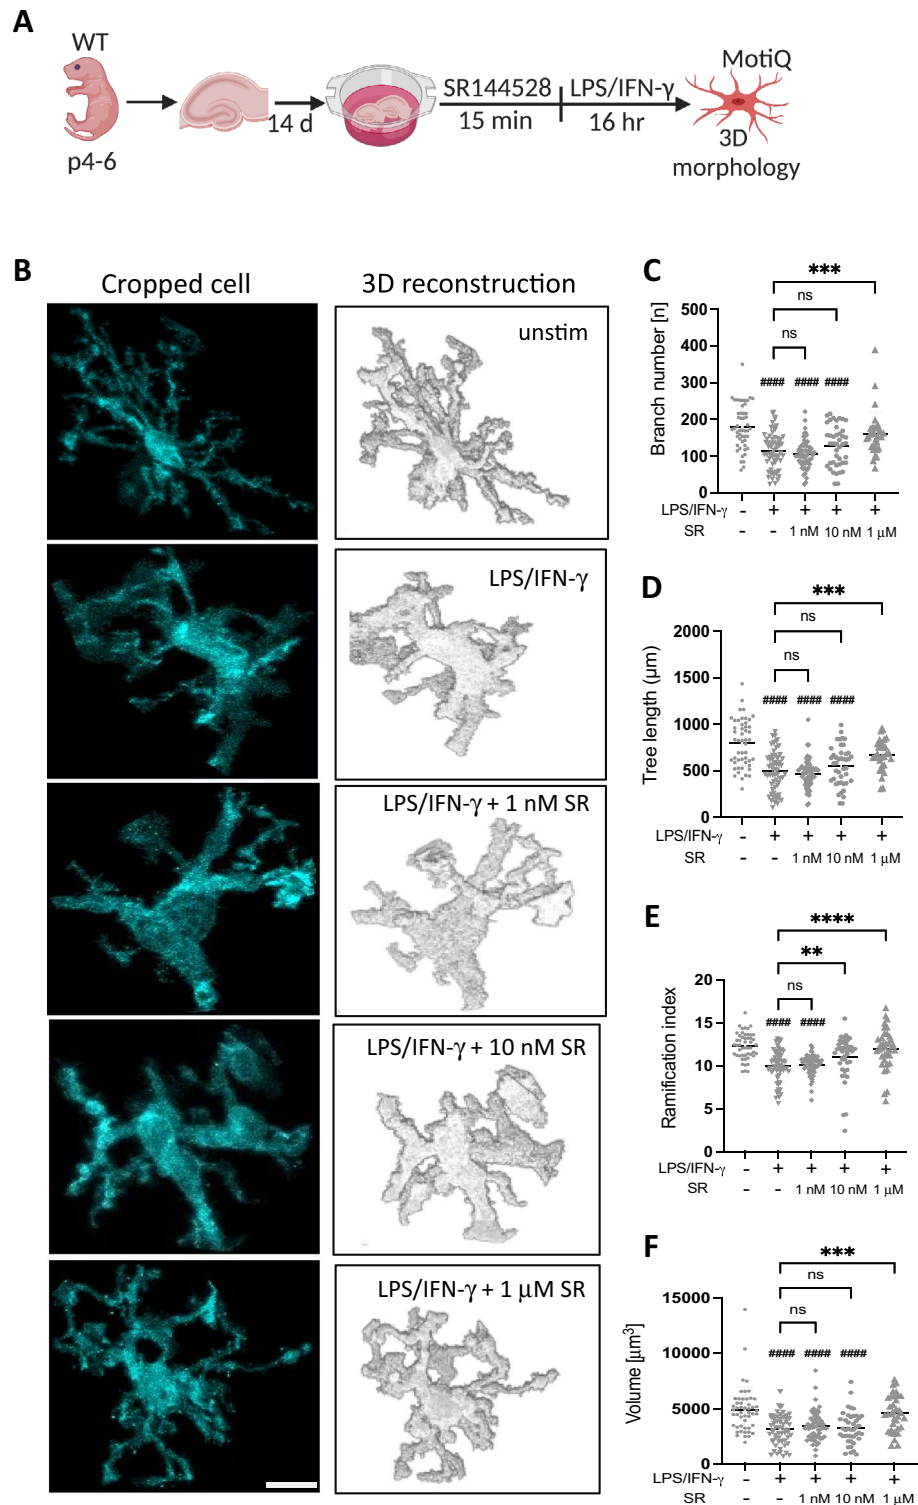 A
WT
p4-6
14 d
SR144528
15 min
LPS/IFN-γ
16 hr
MotiQ
3D
morphology
B
Cropped cell
3D reconstruction
unstim
LPS/IFN-γ
LPS/IFN-γ + 1 nM SR
LPS/IFN-γ + 10 nM SR
LPS/IFN-γ + 1 μM SR
C
***
ns
ns
#### #### ####
Branch number [n]
500
400
300
200
100
0
LPS/IFN-γ - + + + +
SR - - 1 nM 10 nM 1 μM
D
***
ns
ns
#### #### ####
Tree length (μm)
2000
1500
1000
500
0
LPS/IFN-γ - + + + +
SR - - 1 nM 10 nM 1 μM
E
****
**
ns
#### ####
Ramification index
20
15
10
5
0
LPS/IFN-γ - + + + +
SR - - 1 nM 10 nM 1 μM
F
***
ns
ns
#### #### ####
Volume [μm³]
15000
10000
5000
0
LPS/IFN-γ - + + + +
SR - - 1 nM 10 nM 1 μM